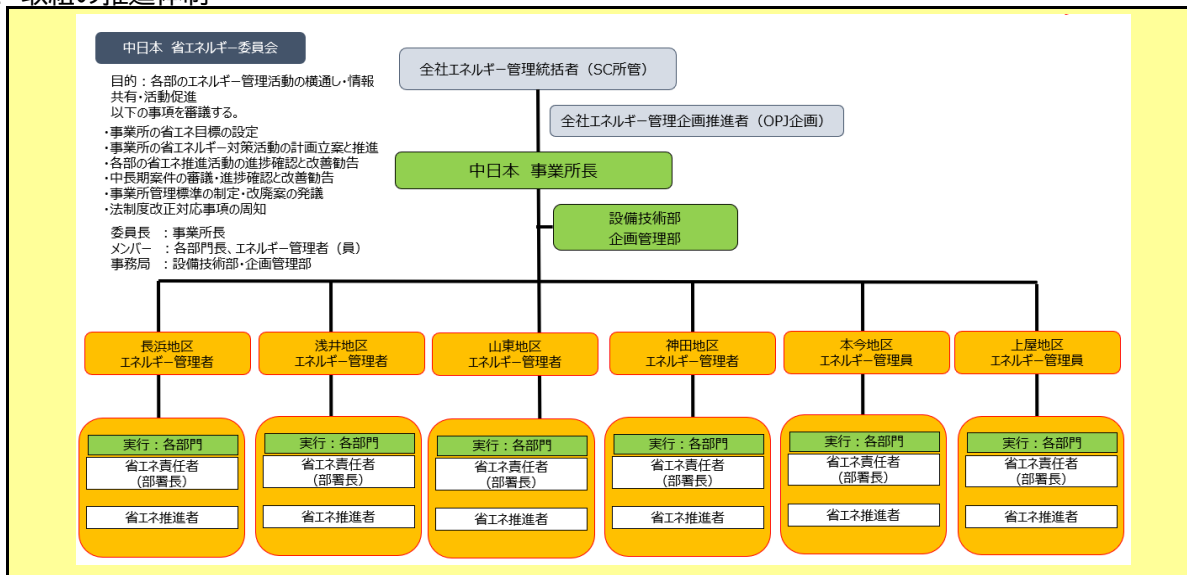 取組の推進体制
中日本 省エネルギー委員会
目的：各部のエネルギー管理活動の横通し・情報
共有・活動促進
以下の事項を審議する。
・事業所の省エネ目標の設定
・事業所の省エネルギー対策活動の計画立案と推進
・各部の省エネ推進活動の進捗確認と改善勧告
・中長期案件の審議・進捗確認と改善勧告
・事業所管理標準の制定・改廃案の発議
・法制度改正対応事項の周知
委員長 ：事業所長
メンバー ：各部門長、エネルギー管理者（員）
事務局 ：設備技術部・企画管理部
全社エネルギー管理統括者（SC所管）
全社エネルギー管理企画推進者（OPJ企画）
中日本 事業所長
設備技術部
企画管理部
長浜地区
エネルギー管理者
浅井地区
エネルギー管理者
山東地区
エネルギー管理者
神田地区
エネルギー管理者
本今地区
エネルギー管理員
上屋地区
エネルギー管理員
実行：各部門
省エネ責任者
(部署長)
省エネ推進者
実行：各部門
省エネ責任者
(部署長)
省エネ推進者
実行：各部門
省エネ責任者
(部署長)
省エネ推進者
実行：各部門
省エネ責任者
(部署長)
省エネ推進者
実行：各部門
省エネ責任者
(部署長)
省エネ推進者
実行：各部門
省エネ責任者
(部署長)
省エネ推進者